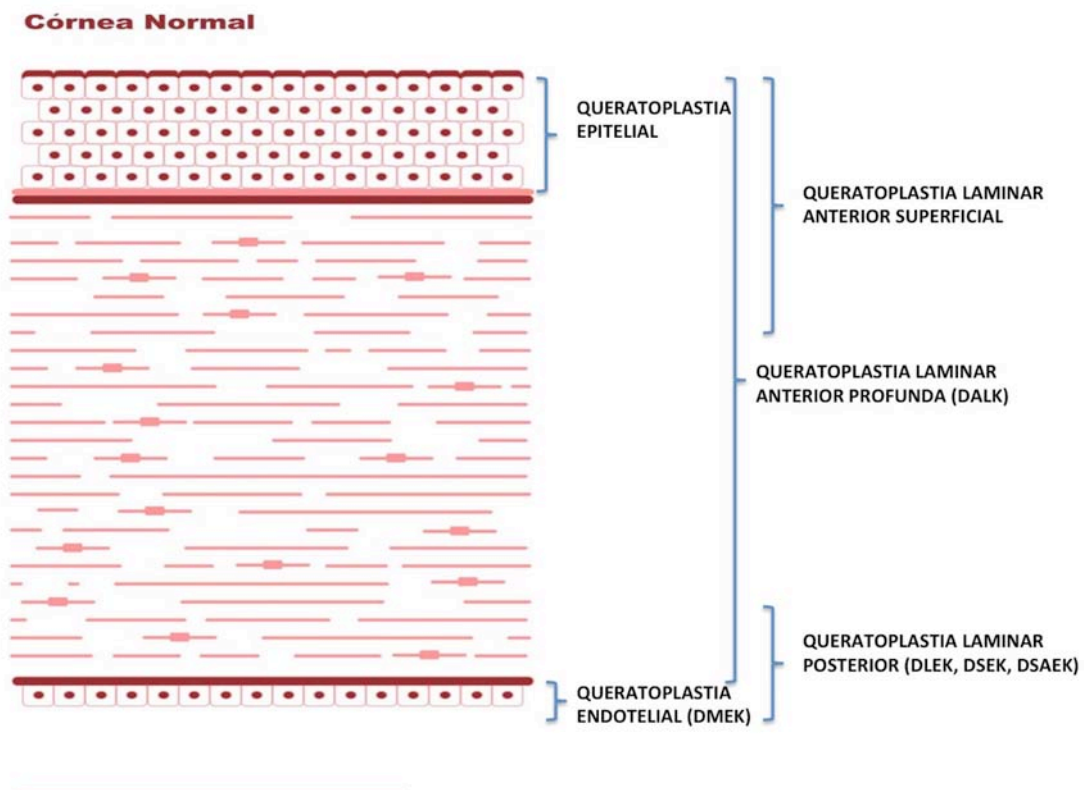 Córnea Normal
QUERATOPLASTIA
EPITELIAL
QUERATOPLASTIA LAMINAR
ANTERIOR SUPERFICIAL
QUERATOPLASTIA LAMINAR
ANTERIOR PROFUNDA (DALK)
QUERATOPLASTIA LAMINAR
POSTERIOR (DLEK, DSEK, DSAEK)
QUERATOPLASTIA
ENDOTELIAL (DMEK)